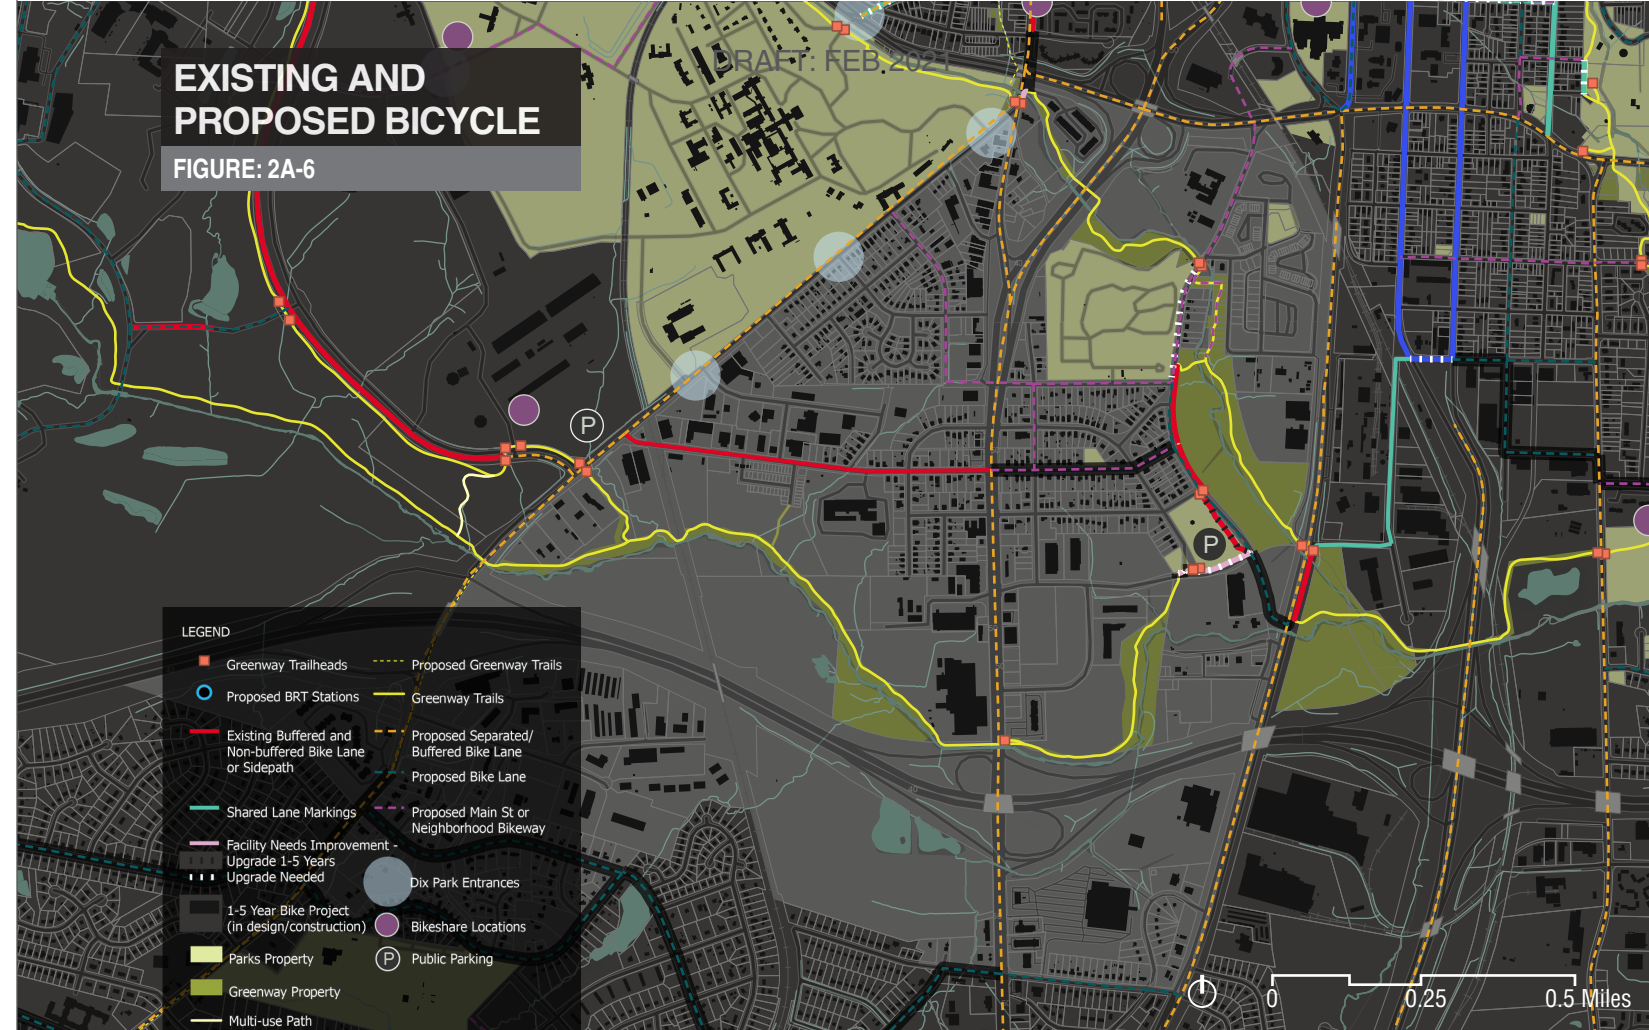 DRAFT: FEB 2021
EXISTING AND
PROPOSED BICYCLE
FIGURE: 2A-6
P
P
LEGEND
Greenway Trailheads
Proposed BRT Stations
Existing Buffered and
Non-buffered Bike Lane
or Sidepath
Shared Lane Markings
Facility Needs Improvement -
Upgrade 1-5 Years
Upgrade Needed
1-5 Year Bike Project
(in design/construction)
Parks Property
Greenway Property
Multi-use Path
Proposed Greenway Trails
Greenway Trails
Proposed Separated/
Buffered Bike Lane
Proposed Bike Lane
Proposed Main St or
Neighborhood Bikeway
Dix Park Entrances
Bikeshare Locations
P Public Parking
0 0.25 0.5 Miles